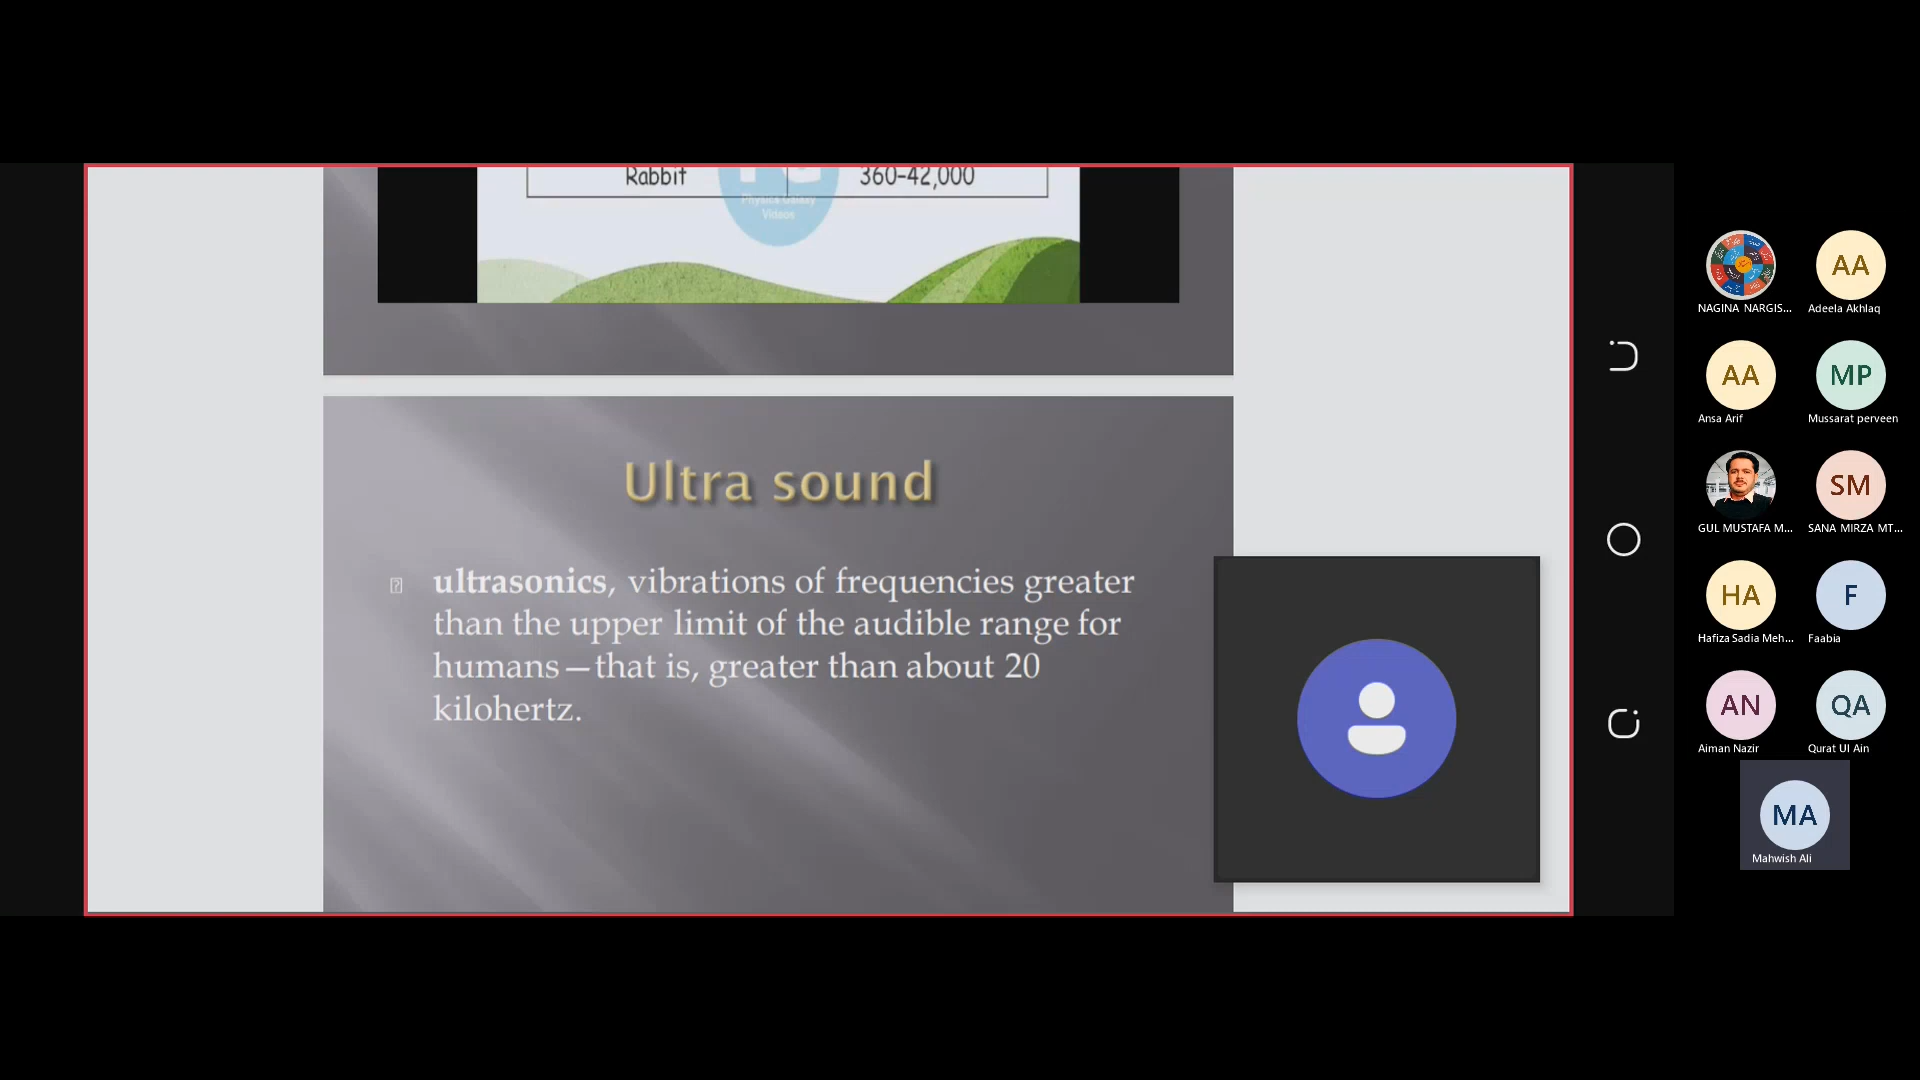 Rabbit 360-42,000
Physics Galaxy
Videos
Ultra sound
ultrasonics, vibrations of frequencies greater
than the upper limit of the audible range for
humans—that is, greater than about 20
kilohertz.
NAGINA NARGIS...
AA
Adeela Akhlaq
AA
Ansa Arif
MP
Mussarat perveen
GUL MUSTAFA M...
SM
SANA MIRZA MT...
HA
Hafiza Sadia Meh...
F
Faabia
AN
Aiman Nazir
QA
Qurat Ul Ain
MA
Mahwish Ali